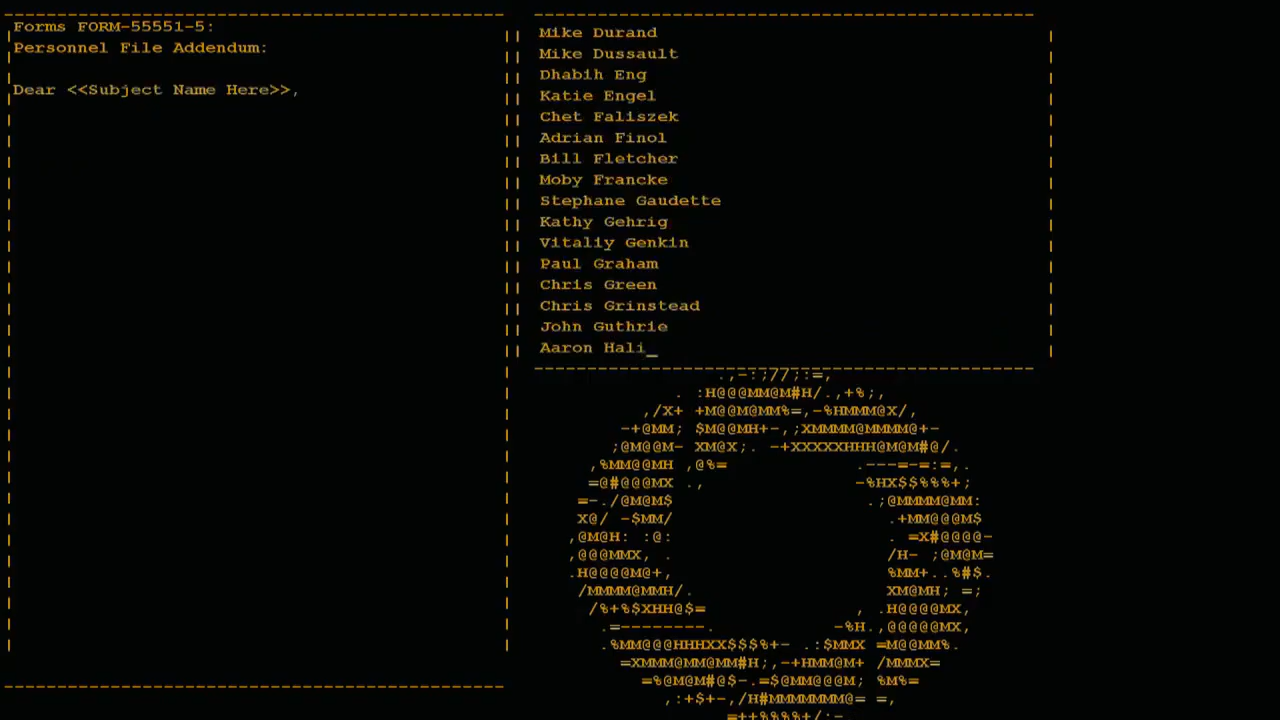 Forms FORM-55551-5:
Personnel File Addendum:
Dear <<Subject Name Here>>,
Mike Durand
Mike Dussault
Dhabih Eng
Katie Engel
Chet Faliszek
Adrian Finol
Bill Fletcher
Moby Francke
Stephane Gaudette
Kathy Gehrig
Vitaliy Genkin
Paul Graham
Chris Green
Chris Grinstead
John Guthrie
Aaron Hali_